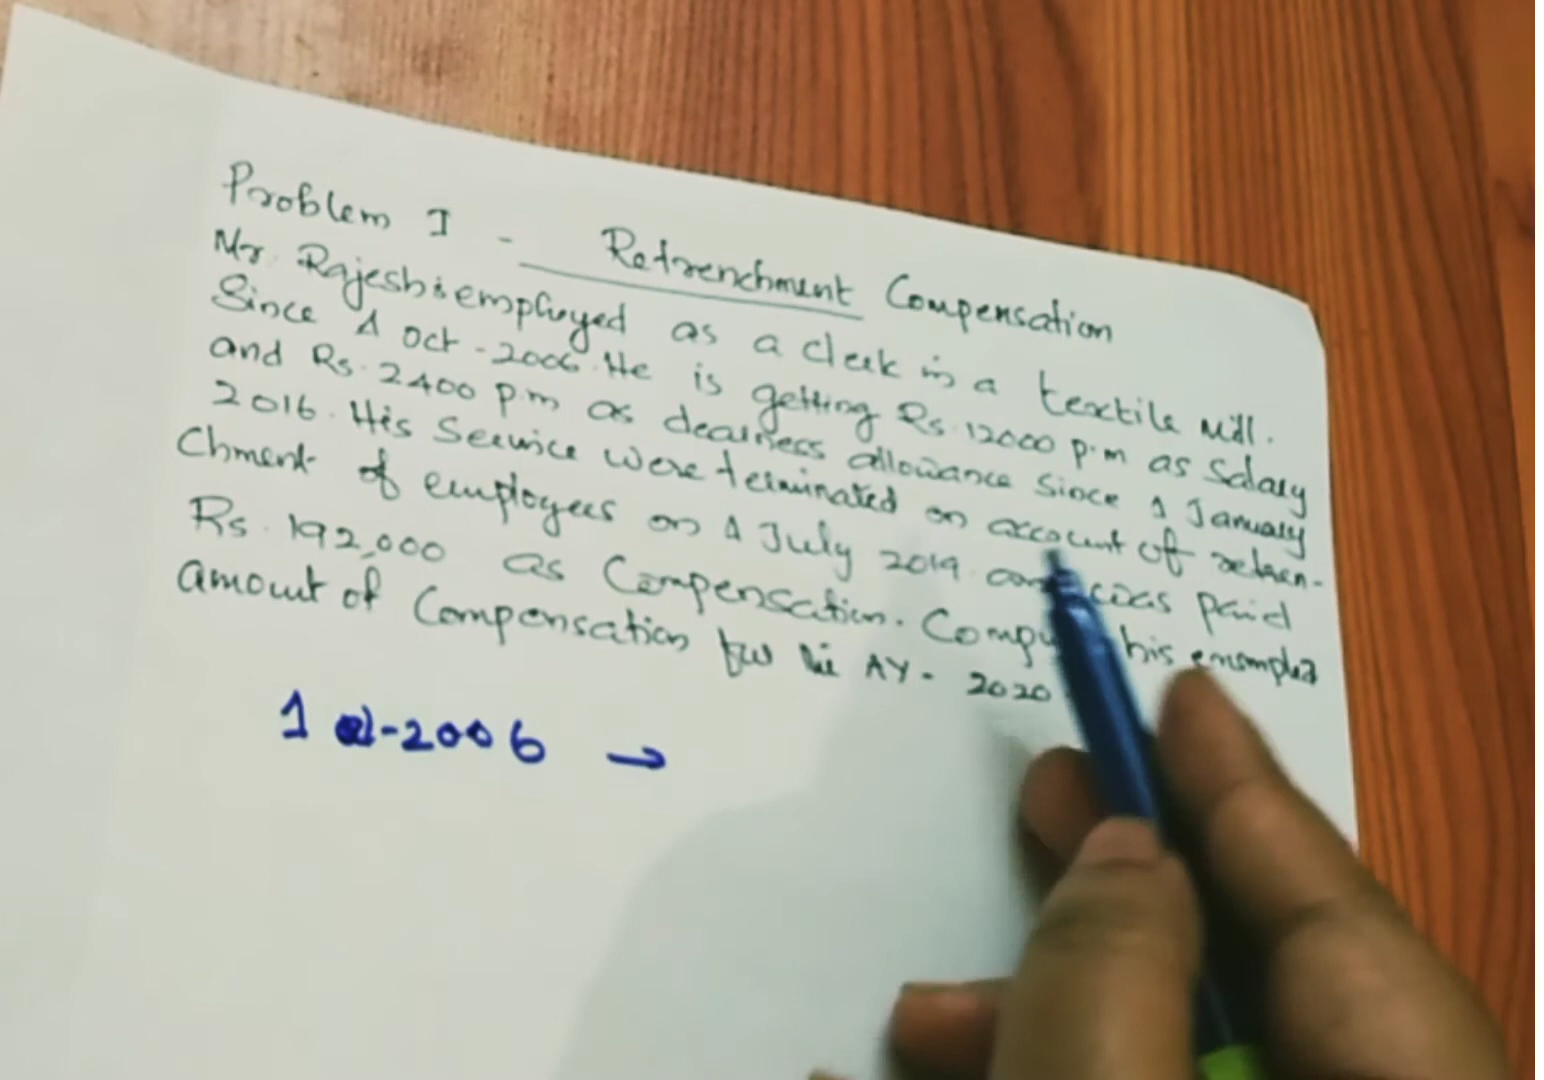 Problem I - Retrenchment Compensation
Mr. Rajesh is employed as a clerk in a textile Mill.
Since 1 Oct - 2006. He is getting Rs. 12000 p.m as Salary
and Rs. 2400 p.m as dearness allowance Since 1 January
2016. His Service were terminated on account of retren-
chment of employees on 1 July 2019. and was paid
Rs. 192,000 as Compensation. his
amount of Compensation for the AY - 2020
1 -2006 →